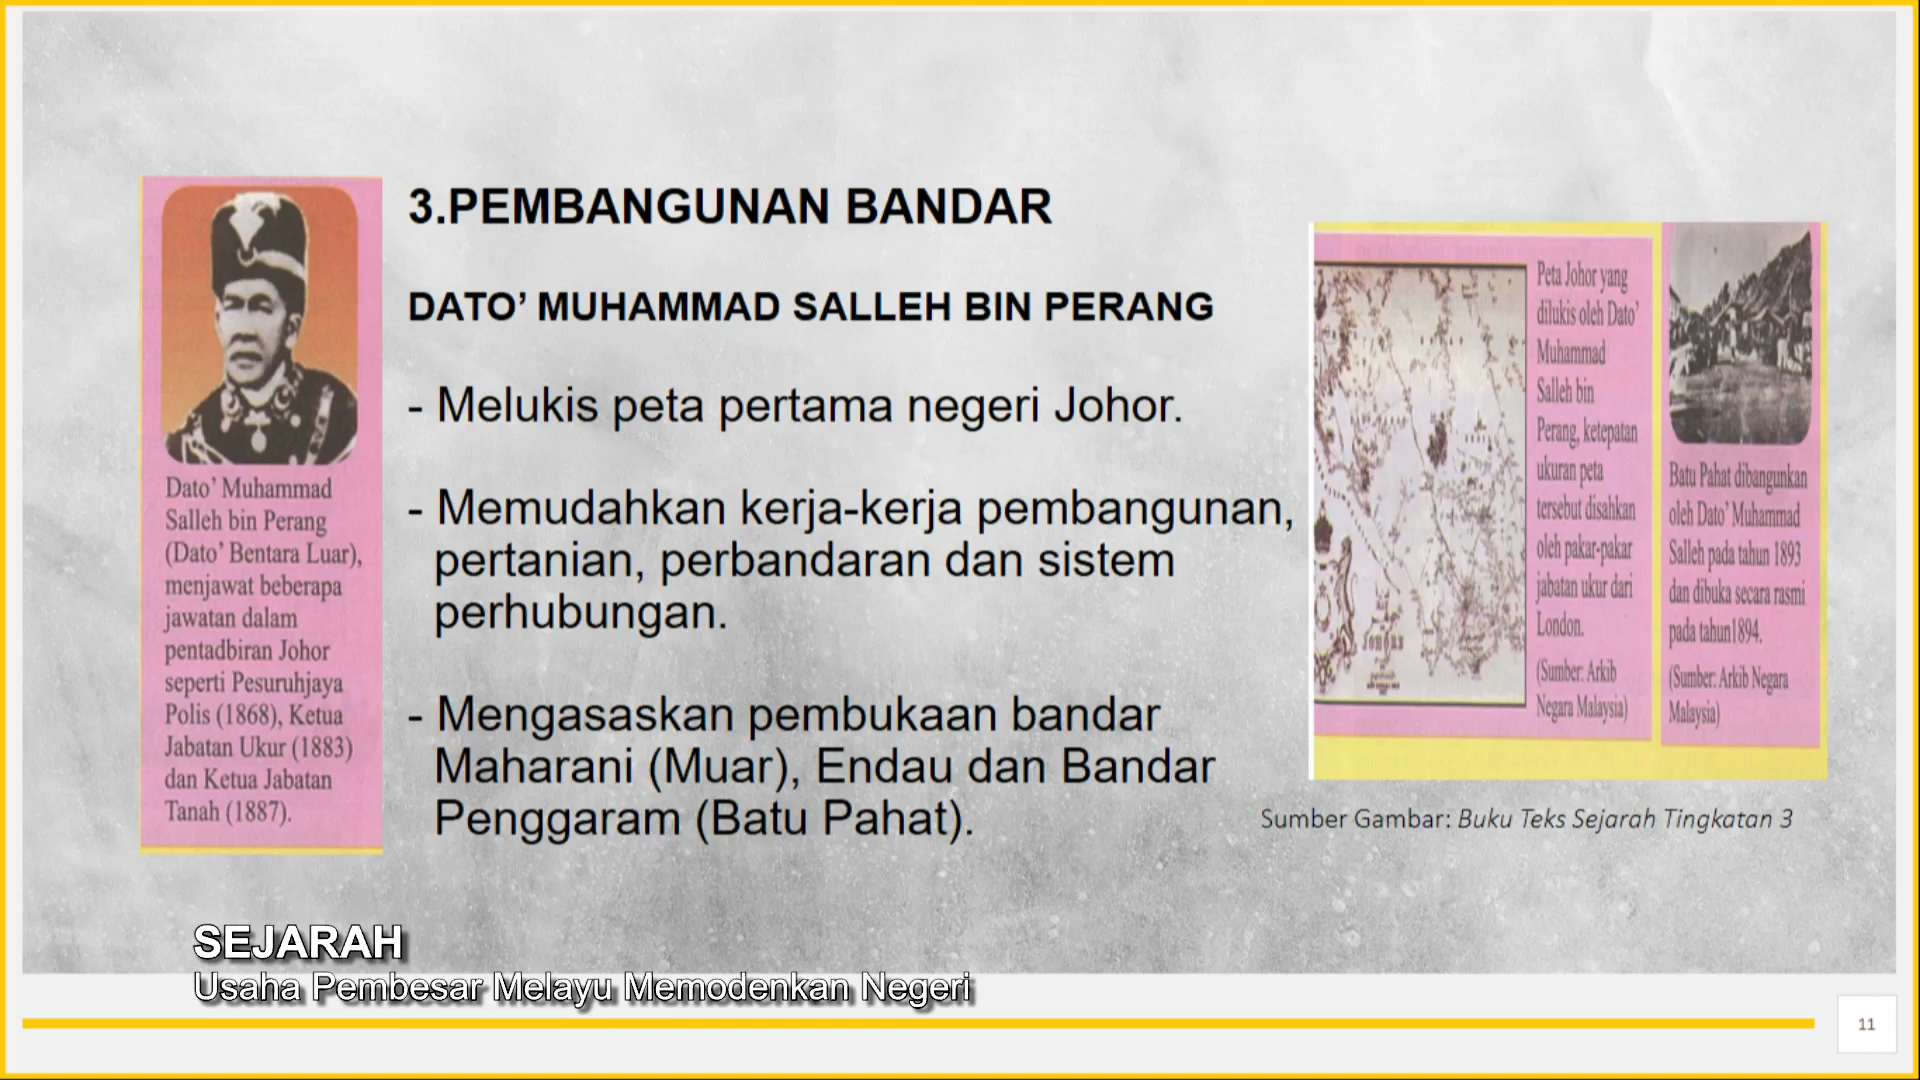 3.PEMBANGUNAN BANDAR
DATO’ MUHAMMAD SALLEH BIN PERANG
- Melukis peta pertama negeri Johor.
- Memudahkan kerja-kerja pembangunan,
pertanian, perbandaran dan sistem
perhubungan.
- Mengasaskan pembukaan bandar
Maharani (Muar), Endau dan Bandar
Penggaram (Batu Pahat).
Dato’ Muhammad
Salleh bin Perang
(Dato’ Bentara Luar),
menjawat beberapa
jawatan dalam
pentadbiran Johor
seperti Pesuruhjaya
Polis (1868), Ketua
Jabatan Ukur (1883)
dan Ketua Jabatan
Tanah (1887).
Peta Johor yang
dilukis oleh Dato’
Muhammad
Salleh bin
Perang, ketepatan
ukuran peta
tersebut disahkan
oleh pakar-pakar
jabatan ukur dari
London.
(Sumber: Arkib
Negara Malaysia)
JOHORE
Batu Pahat dibangunkan
oleh Dato’ Muhammad
Salleh pada tahun 1893
dan dibuka secara rasmi
pada tahun1894.
(Sumber: Arkib Negara
Malaysia)
Sumber Gambar: Buku Teks Sejarah Tingkatan 3
SEJARAH
Usaha Pembesar Melayu Memodenkan Negeri
11